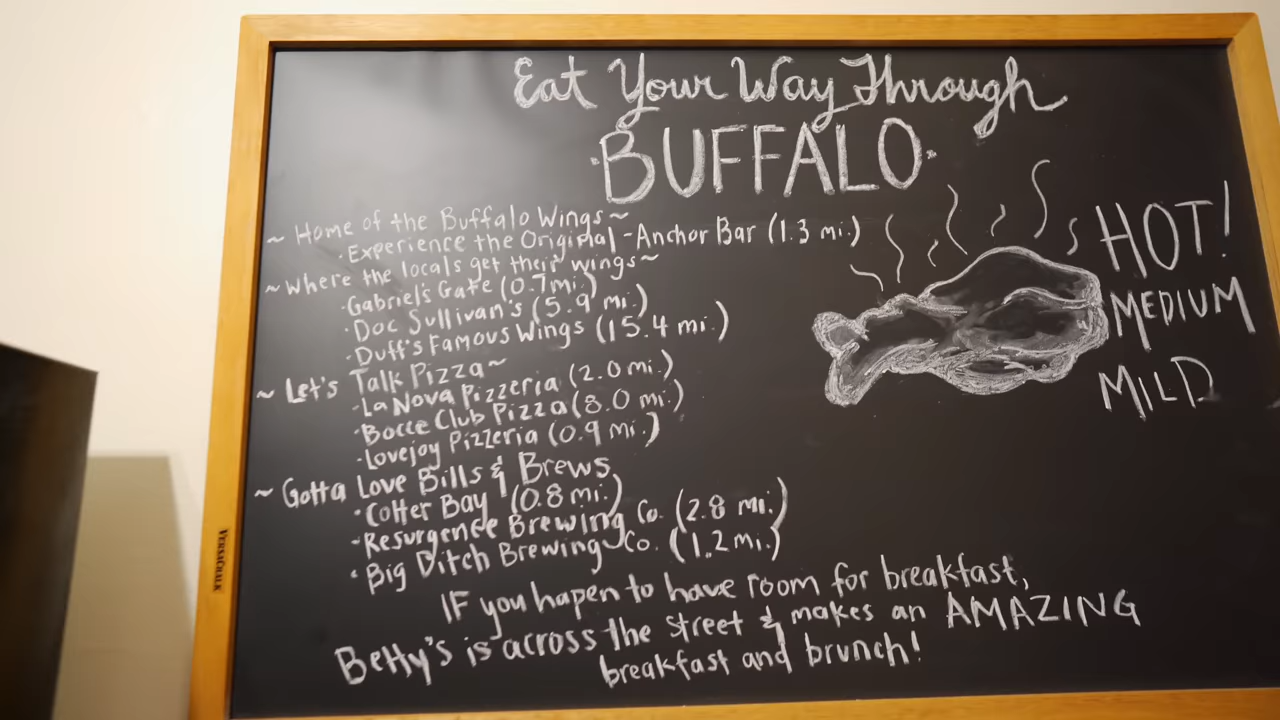 Eat Your Way Through
·BUFFALO·
~ Home of the Buffalo Wings ~
· Experience the Original - Anchor Bar (1.3 mi.)
~ Where the locals get their wings ~
· Gabriel's Gate (0.7 mi.)
· Doc Sullivan's (5.9 mi.)
· Duff's Famous Wings (15.4 mi.)
~ Let's Talk Pizza ~
· La Nova Pizzeria (2.0 mi.)
· Bocce Club Pizza (8.0 mi.)
· Lovejoy Pizzeria (0.9 mi.)
~ Gotta Love Bills & Brews
· Colter Bay (0.8 mi.)
· Resurgence Brewing Co. (2.8 mi.)
· Big Ditch Brewing Co. (1.2 mi.)
IF you hapen to have room for breakfast,
Betty's is across the street & makes an AMAZING
breakfast and brunch!
HOT!
MEDIUM
MILD
VERSACHALK